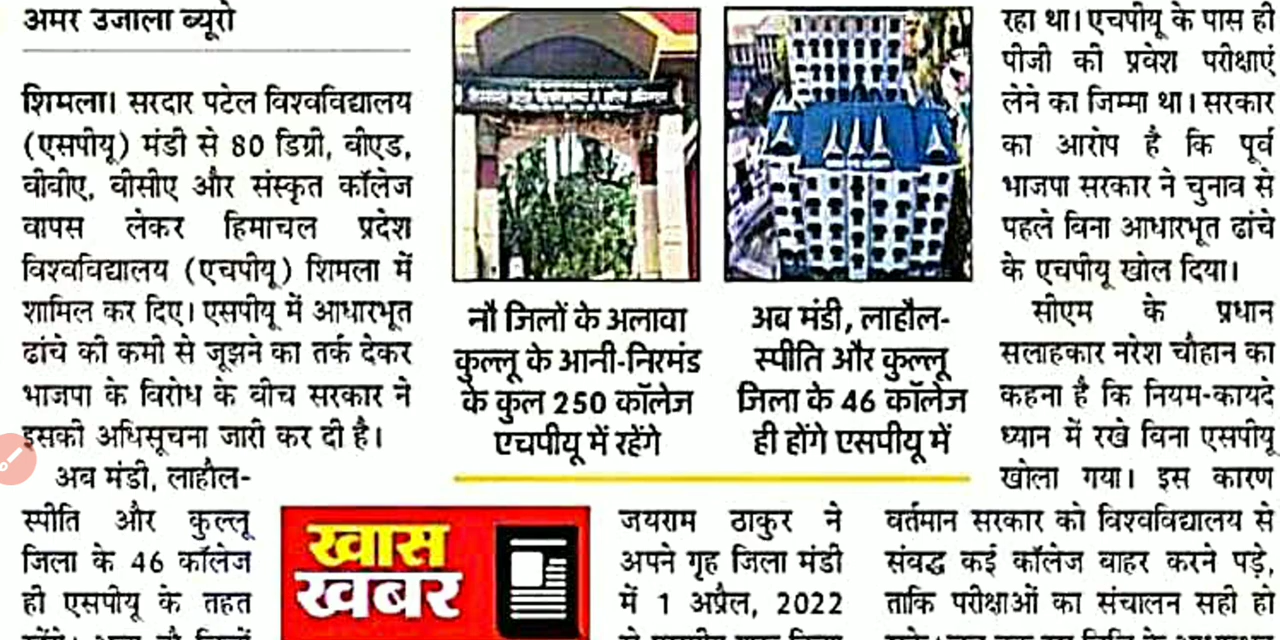 अमर उजाला ब्यूरो
शिमला। सरदार पटेल विश्वविद्यालय
(एसपीयू) मंडी से 80 डिग्री, बीएड,
बीबीए, बीसीए और संस्कृत कॉलेज
वापस लेकर हिमाचल प्रदेश
विश्वविद्यालय (एचपीयू) शिमला में
शामिल कर दिए। एसपीयू में आधारभूत
ढांचे की कमी से जूझने का तर्क देकर
भाजपा के विरोध के बीच सरकार ने
इसकी अधिसूचना जारी कर दी है।
अब मंडी, लाहौल-
स्पीति और कुल्लू
जिला के 46 कॉलेज
ही एसपीयू के तहत
नौ जिलों के अलावा
कुल्लू के आनी-निरमंड
के कुल 250 कॉलेज
एचपीयू में रहेंगे
अब मंडी, लाहौल-
स्पीति और कुल्लू
जिला के 46 कॉलेज
ही होंगे एसपीयू में
खास
खबर
जयराम ठाकुर ने
अपने गृह जिला मंडी
में 1 अप्रैल, 2022
रहा था। एचपीयू के पास ही
पीजी की प्रवेश परीक्षाएं
लेने का जिम्मा था। सरकार
का आरोप है कि पूर्व
भाजपा सरकार ने चुनाव से
पहले बिना आधारभूत ढांचे
के एचपीयू खोल दिया।
सीएम के प्रधान
सलाहकार नरेश चौहान का
कहना है कि नियम-कायदे
ध्यान में रखे बिना एसपीयू
खोला गया। इस कारण
वर्तमान सरकार को विश्वविद्यालय से
संबद्ध कई कॉलेज बाहर करने पड़े,
ताकि परीक्षाओं का संचालन सही हो